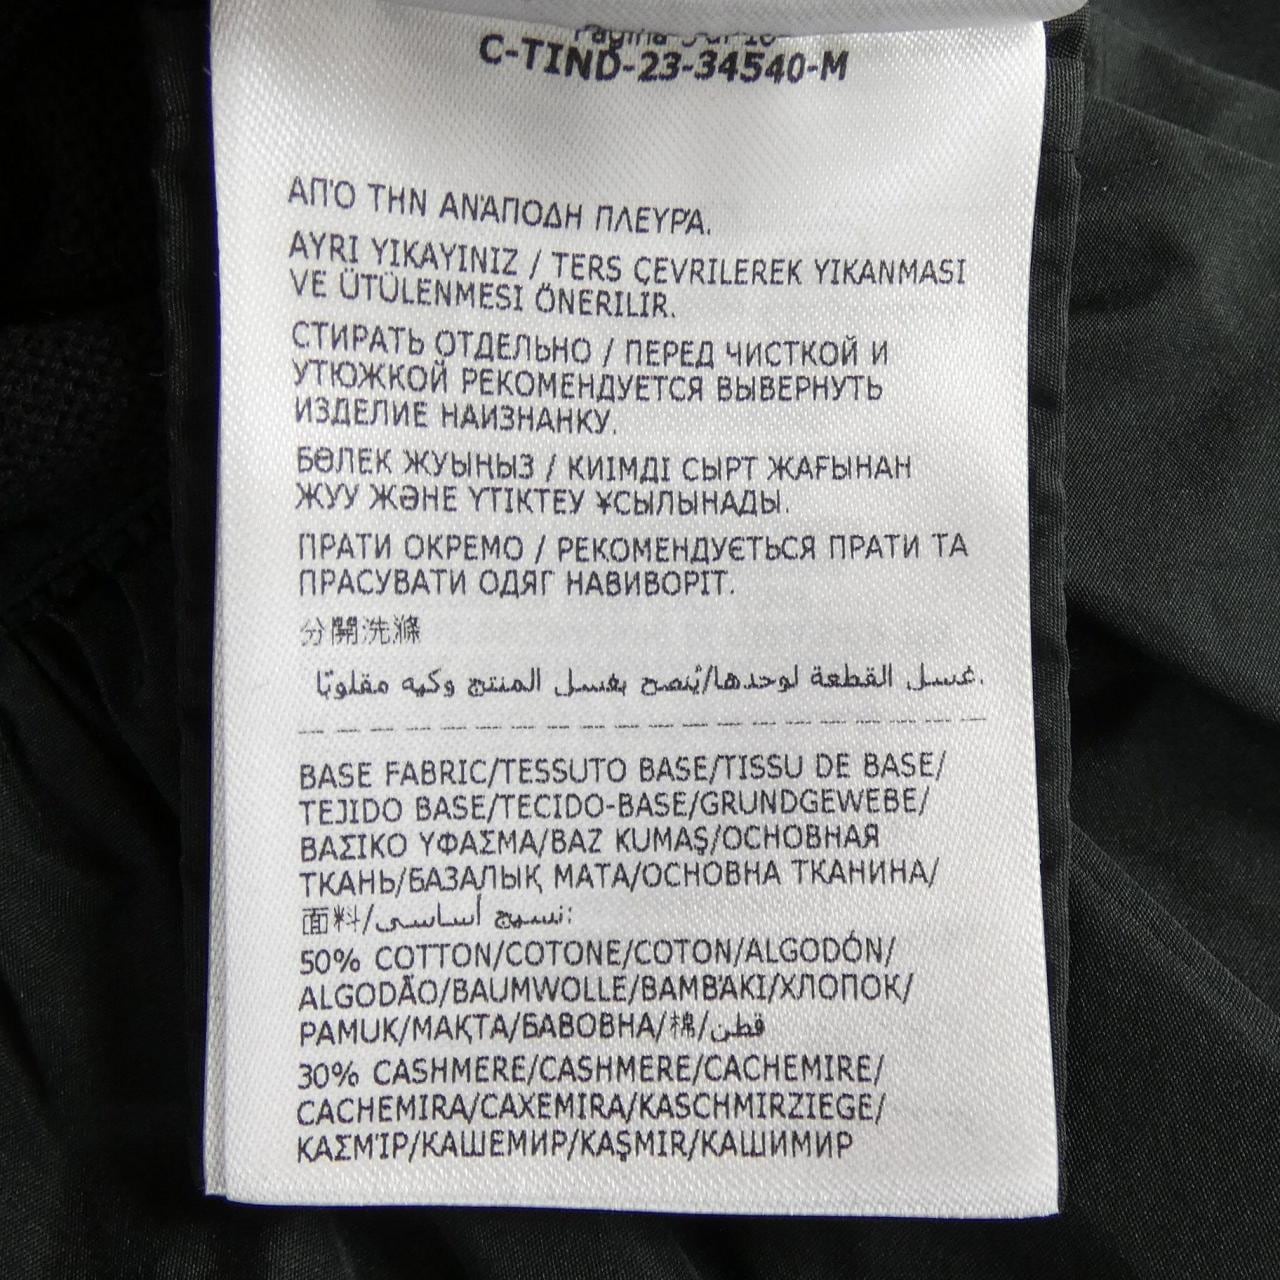 Pagina
C-TIND-23-34540-M
ΑΠΌ ΤΗΝ ΑΝΆΠΟΔΗ ΠΛΕΥΡΆ.
AYRI YIKAYINIZ / TERS ÇEVRILEREK YIKANMASI
VE ÜTÜLENMESI ÖNERILIR.
СТИРАТЬ ОТДЕЛЬНО / ПЕРЕД ЧИСТКОЙ И
УТЮЖКОЙ РЕКОМЕНДУЕТСЯ ВЫВЕРНУТЬ
ИЗДЕЛИЕ НАИЗНАНКУ.
БӨЛЕК ЖУЫҢЫЗ / КИІМДІ СЫРТ ЖАҒЫНАН
ЖУУ ЖӘНЕ ҮТІКТЕУ ҰСЫЛЫНАДЫ.
ПРАТИ ОКРЕМО / РЕКОМЕНДУЄТЬСЯ ПРАТИ ТА
ПРАСУВАТИ ОДЯГ НАВИВОРІТ.
分開洗滌
غسل القطعة لوحدها/يُنصح بغسل المنتج وكيه مقلوبًا.
BASE FABRIC/TESSUTO BASE/TISSU DE BASE/
TEJIDO BASE/TECIDO-BASE/GRUNDGEWEBE/
ΒΑΣΙΚΟ ΥΦΑΣΜΑ/BAZ KUMAŞ/ОСНОВНАЯ
ТКАНЬ/БАЗАЛЫҚ МАТА/ОСНОВНА ТКАНИНА/
面料/نسيج أساسي:
50% COTTON/COTONE/COTON/ALGODÓN/
ALGODÃO/BAUMWOLLE/ΒΑΜΒΆΚΙ/ХЛОПОК/
PAMUK/МАҚТА/БАВОВНА/棉/قطن
30% CASHMERE/CASHMERE/CACHEMIRE/
CACHEMIRA/CAXEMIRA/KASCHMIRZIEGE/
ΚΑΣΜΊΡ/КАШЕМИР/KAŞMIR/КАШИМИР